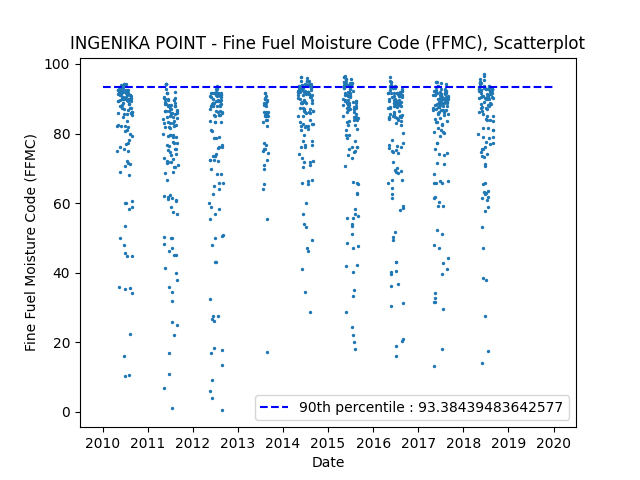 INGENIKA POINT - Fine Fuel Moisture Code (FFMC), Scatterplot
100
80
60
40
20
0
Fine Fuel Moisture Code (FFMC)
90th percentile : 93.38439483642577
2010 2011 2012 2013 2014 2015 2016 2017 2018 2019 2020
Date